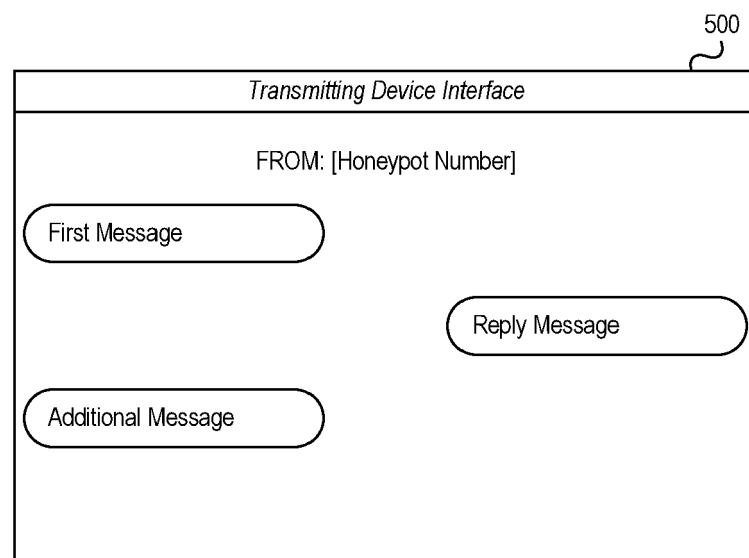 500
Transmitting Device Interface
FROM: [Honeypot Number]
First Message
Reply Message
Additional Message